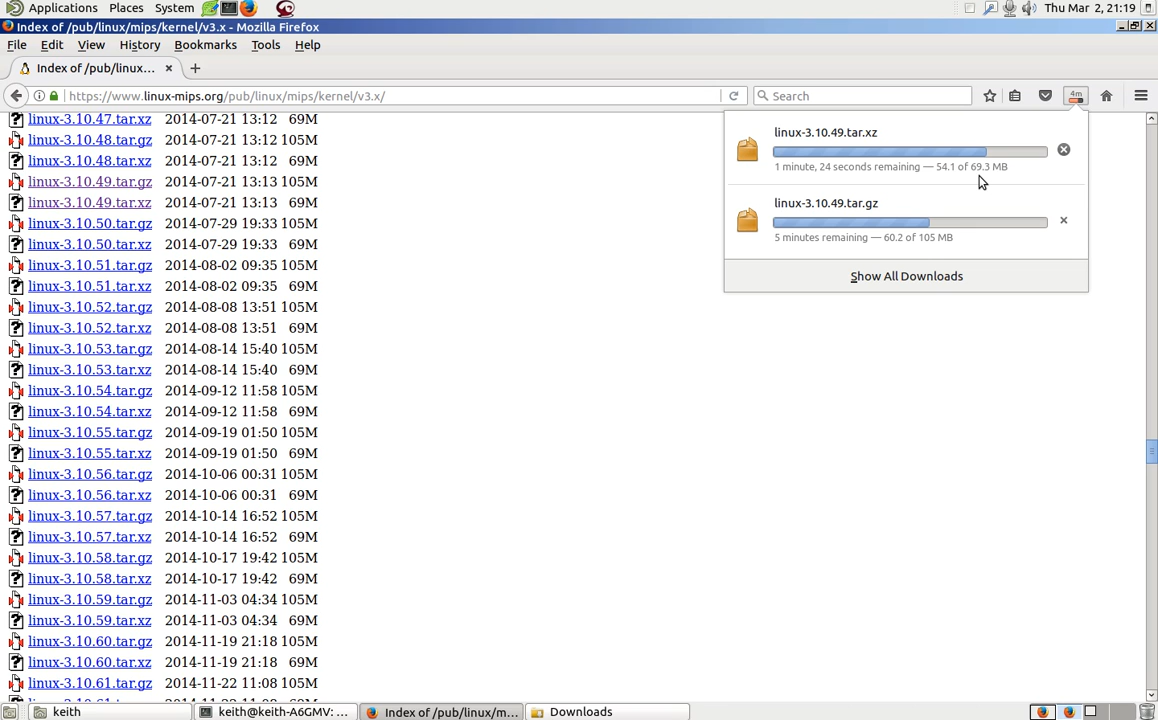 Applications Places System Thu Mar 2, 21:19
Index of /pub/linux/mips/kernel/v3.x - Mozilla Firefox
File Edit View History Bookmarks Tools Help
Index of /pub/linux...
https://www.linux-mips.org/pub/linux/mips/kernel/v3.x/ Search 4m
linux-3.10.47.tar.xz 2014-07-21 13:12 69M
linux-3.10.48.tar.gz 2014-07-21 13:12 105M
linux-3.10.48.tar.xz 2014-07-21 13:12 69M
linux-3.10.49.tar.gz 2014-07-21 13:13 105M
linux-3.10.49.tar.xz 2014-07-21 13:13 69M
linux-3.10.50.tar.gz 2014-07-29 19:33 105M
linux-3.10.50.tar.xz 2014-07-29 19:33 69M
linux-3.10.51.tar.gz 2014-08-02 09:35 105M
linux-3.10.51.tar.xz 2014-08-02 09:35 69M
linux-3.10.52.tar.gz 2014-08-08 13:51 105M
linux-3.10.52.tar.xz 2014-08-08 13:51 69M
linux-3.10.53.tar.gz 2014-08-14 15:40 105M
linux-3.10.53.tar.xz 2014-08-14 15:40 69M
linux-3.10.54.tar.gz 2014-09-12 11:58 105M
linux-3.10.54.tar.xz 2014-09-12 11:58 69M
linux-3.10.55.tar.gz 2014-09-19 01:50 105M
linux-3.10.55.tar.xz 2014-09-19 01:50 69M
linux-3.10.56.tar.gz 2014-10-06 00:31 105M
linux-3.10.56.tar.xz 2014-10-06 00:31 69M
linux-3.10.57.tar.gz 2014-10-14 16:52 105M
linux-3.10.57.tar.xz 2014-10-14 16:52 69M
linux-3.10.58.tar.gz 2014-10-17 19:42 105M
linux-3.10.58.tar.xz 2014-10-17 19:42 69M
linux-3.10.59.tar.gz 2014-11-03 04:34 105M
linux-3.10.59.tar.xz 2014-11-03 04:34 69M
linux-3.10.60.tar.gz 2014-11-19 21:18 105M
linux-3.10.60.tar.xz 2014-11-19 21:18 69M
linux-3.10.61.tar.gz 2014-11-22 11:08 105M
linux-3.10.49.tar.xz
1 minute, 24 seconds remaining — 54.1 of 69.3 MB
linux-3.10.49.tar.gz
5 minutes remaining — 60.2 of 105 MB
Show All Downloads
keith keith@keith-A6GMV: ... Index of /pub/linux/m... Downloads